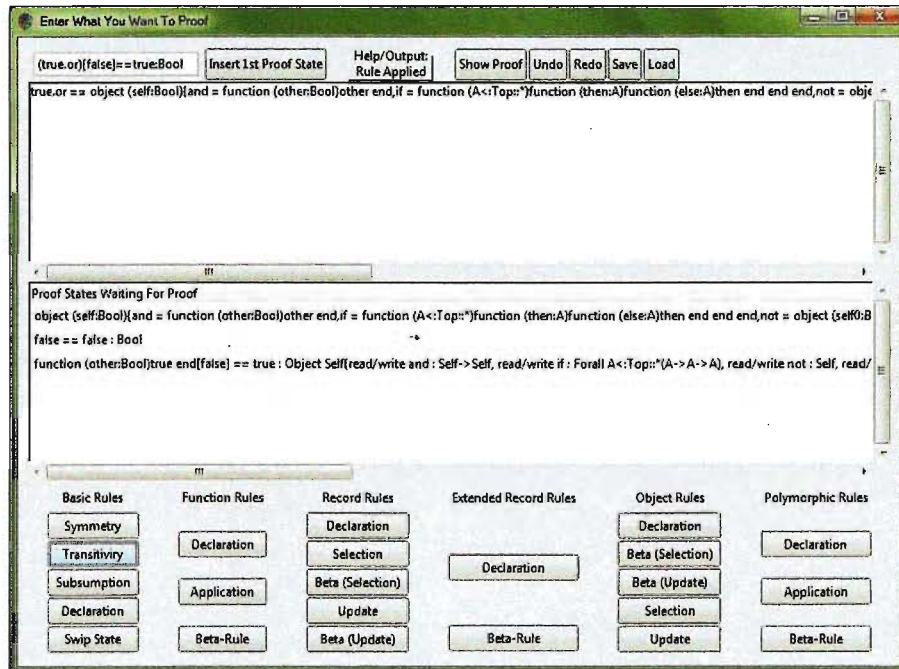 Enter What You Want To Proof
(true.or)[false]==true:Bool
Insert 1st Proof State
Help/Output:
Rule Applied
Show Proof Undo Redo Save Load
true.or == object (self:Bool){and = function (other:Bool)other end,if = function (A<:Top::*)function (then:A)function (else:A)then end end end,not = obje
Proof States Waiting For Proof
object (self:Bool){and = function (other:Bool)other end,if = function (A<:Top::*)function (then:A)function (else:A)then end end end,not = object (self0:B
false == false : Bool
function (other:Bool)true end[false] == true : Object Self{read/write and : Self->Self, read/write if : Forall A<:Top::*(A->A->A), read/write not : Self, read/
Basic Rules Function Rules Record Rules Extended Record Rules Object Rules Polymorphic Rules
Symmetry Declaration Declaration
Transitivry Declaration Selection Declaration Beta (Selection) Declaration
Subsumption Application Beta (Selection) Beta (Update) Application
Declaration Update Selection
Swip State Beta-Rule Beta (Update) Beta-Rule Update Beta-Rule